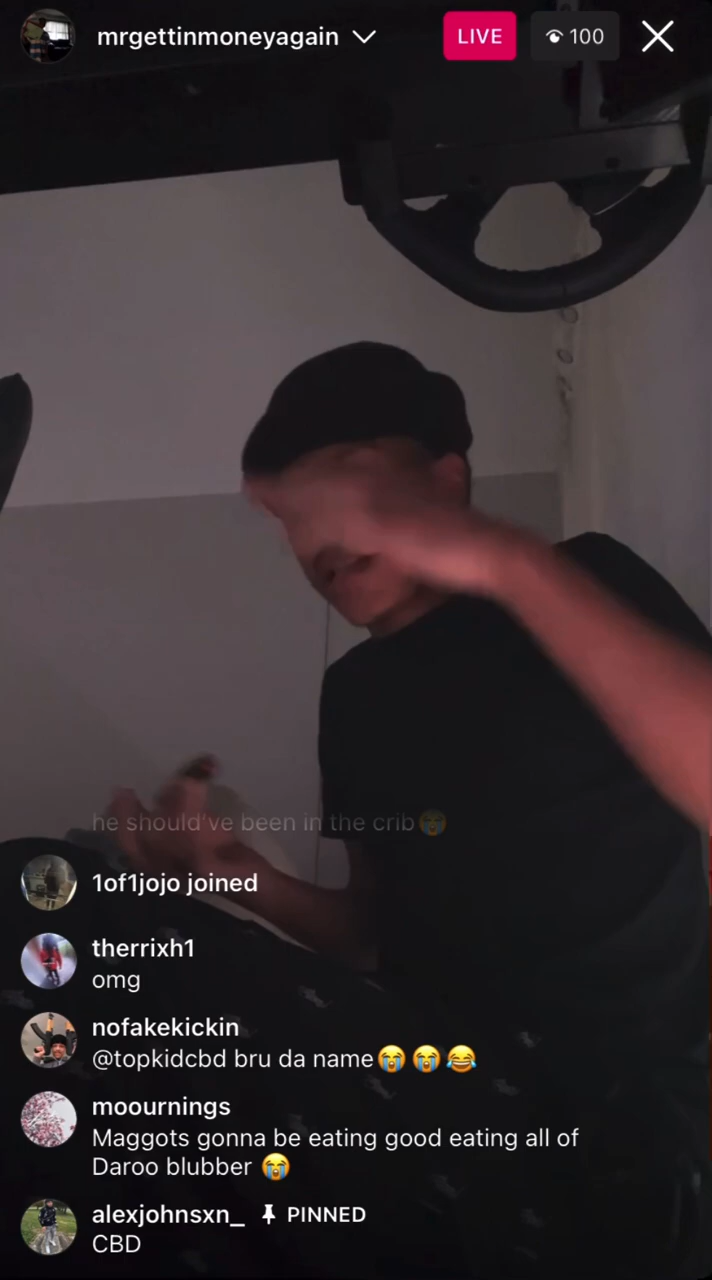 mrgettinmoneyagain
LIVE
100
he should've been in the crib😭
1of1jojo joined
therrixh1
omg
nofakekickin
@topkidcbd bru da name😭😭😂
moournings
Maggots gonna be eating good eating all of
Daroo blubber 😭
alexjohnsxn_ PINNED
CBD